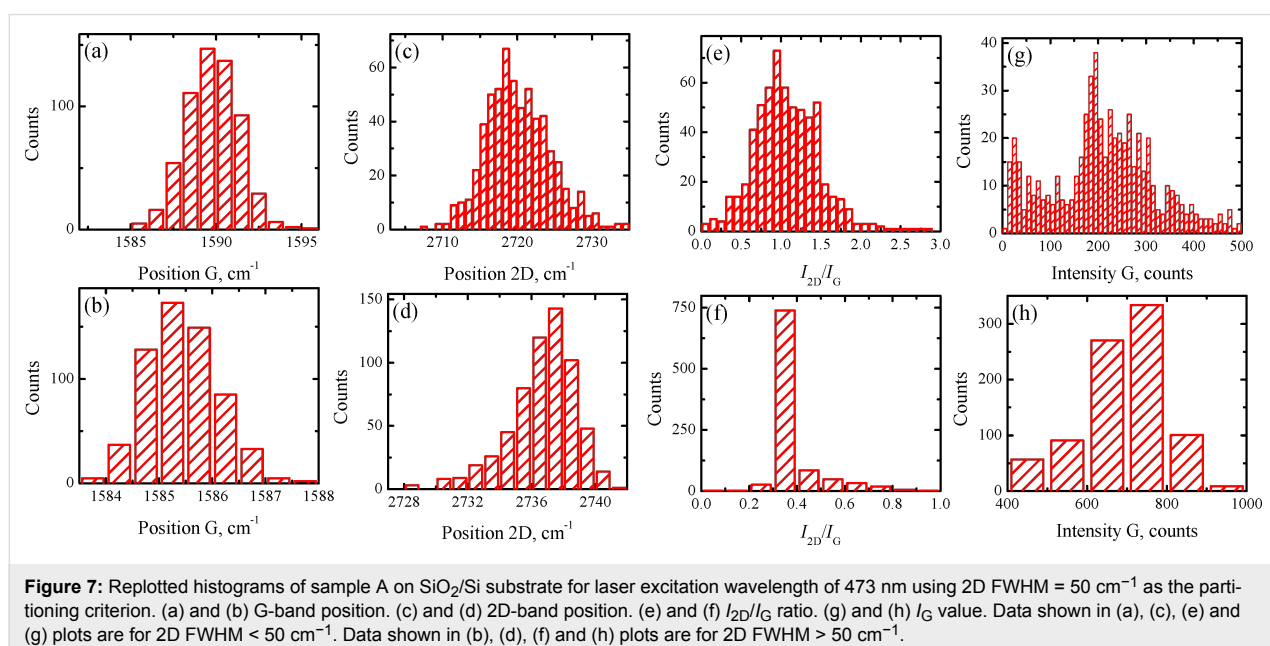 (a)
Counts
100
0
1585 1590 1595
Position G, cm⁻¹
(c)
Counts
60
40
20
0
2710 2720 2730
Position 2D, cm⁻¹
(e)
Counts
60
40
20
0
0.0 0.5 1.0 1.5 2.0 2.5 3.0
I2D/IG
(g)
Counts
40
30
20
10
0
0 100 200 300 400 500
Intensity G, counts
(b)
Counts
100
0
1584 1585 1586 1587 1588
Position G, cm⁻¹
(d)
Counts
150
100
50
0
2728 2732 2736 2740
Position 2D, cm⁻¹
(f)
Counts
750
500
250
0
0.0 0.2 0.4 0.6 0.8 1.0
I2D/IG
(h)
Counts
300
200
100
0
400 600 800 1000
Intensity G, counts
Figure 7: Replotted histograms of sample A on SiO₂/Si substrate for laser excitation wavelength of 473 nm using 2D FWHM = 50 cm⁻¹ as the parti-
tioning criterion. (a) and (b) G-band position. (c) and (d) 2D-band position. (e) and (f) I2D/IG ratio. (g) and (h) IG value. Data shown in (a), (c), (e) and
(g) plots are for 2D FWHM < 50 cm⁻¹. Data shown in (b), (d), (f) and (h) plots are for 2D FWHM > 50 cm⁻¹.